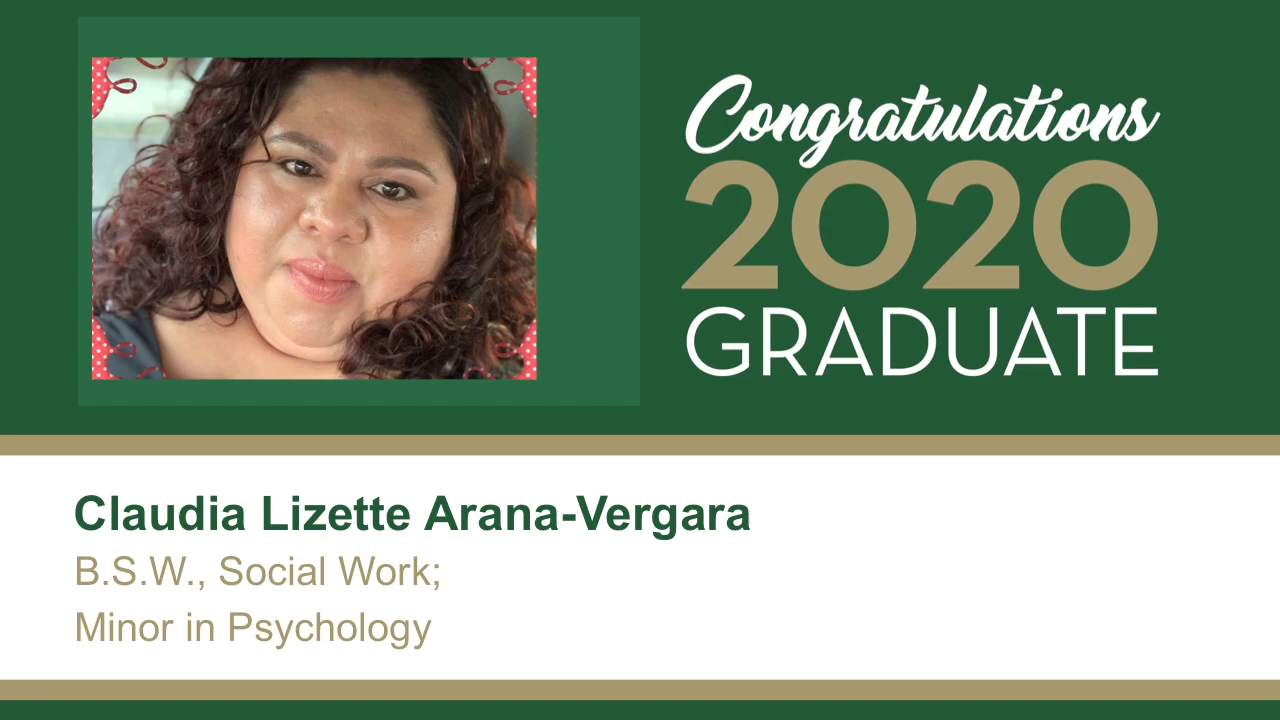 Congratulations
2020
GRADUATE
Claudia Lizette Arana-Vergara
B.S.W., Social Work;
Minor in Psychology